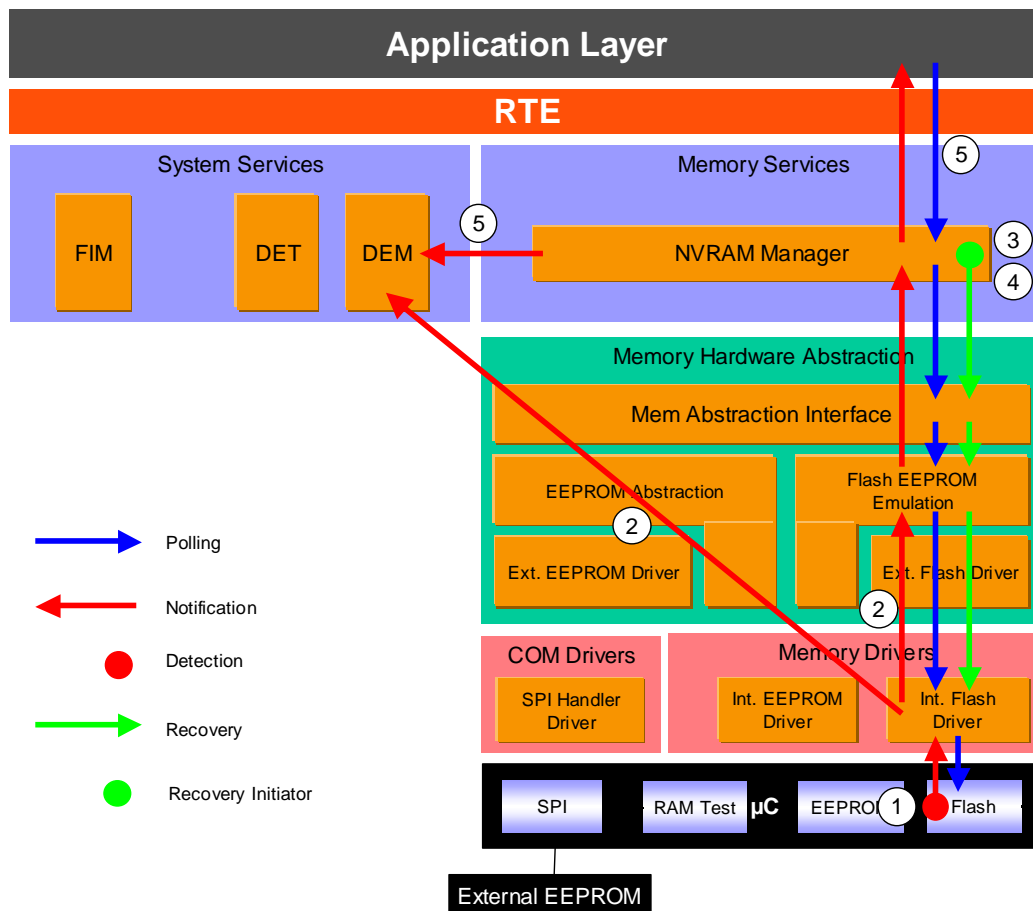 Application Layer
RTE
System Services
Memory Services
5
FIM
DET
DEM
5
NVRAM Manager
3
4
Memory Hardware Abstraction
Mem Abstraction Interface
EEPROM Abstraction
Flash EEPROM
Emulation
2
Ext. EEPROM Driver
Ext. Flash Driver
2
Polling
Notification
Detection
Recovery
Recovery Initiator
COM Drivers
Memory Drivers
SPI Handler
Driver
Int. EEPROM
Driver
Int. Flash
Driver
SPI
RAM Test
µC
EEPROM
1
Flash
External EEPROM